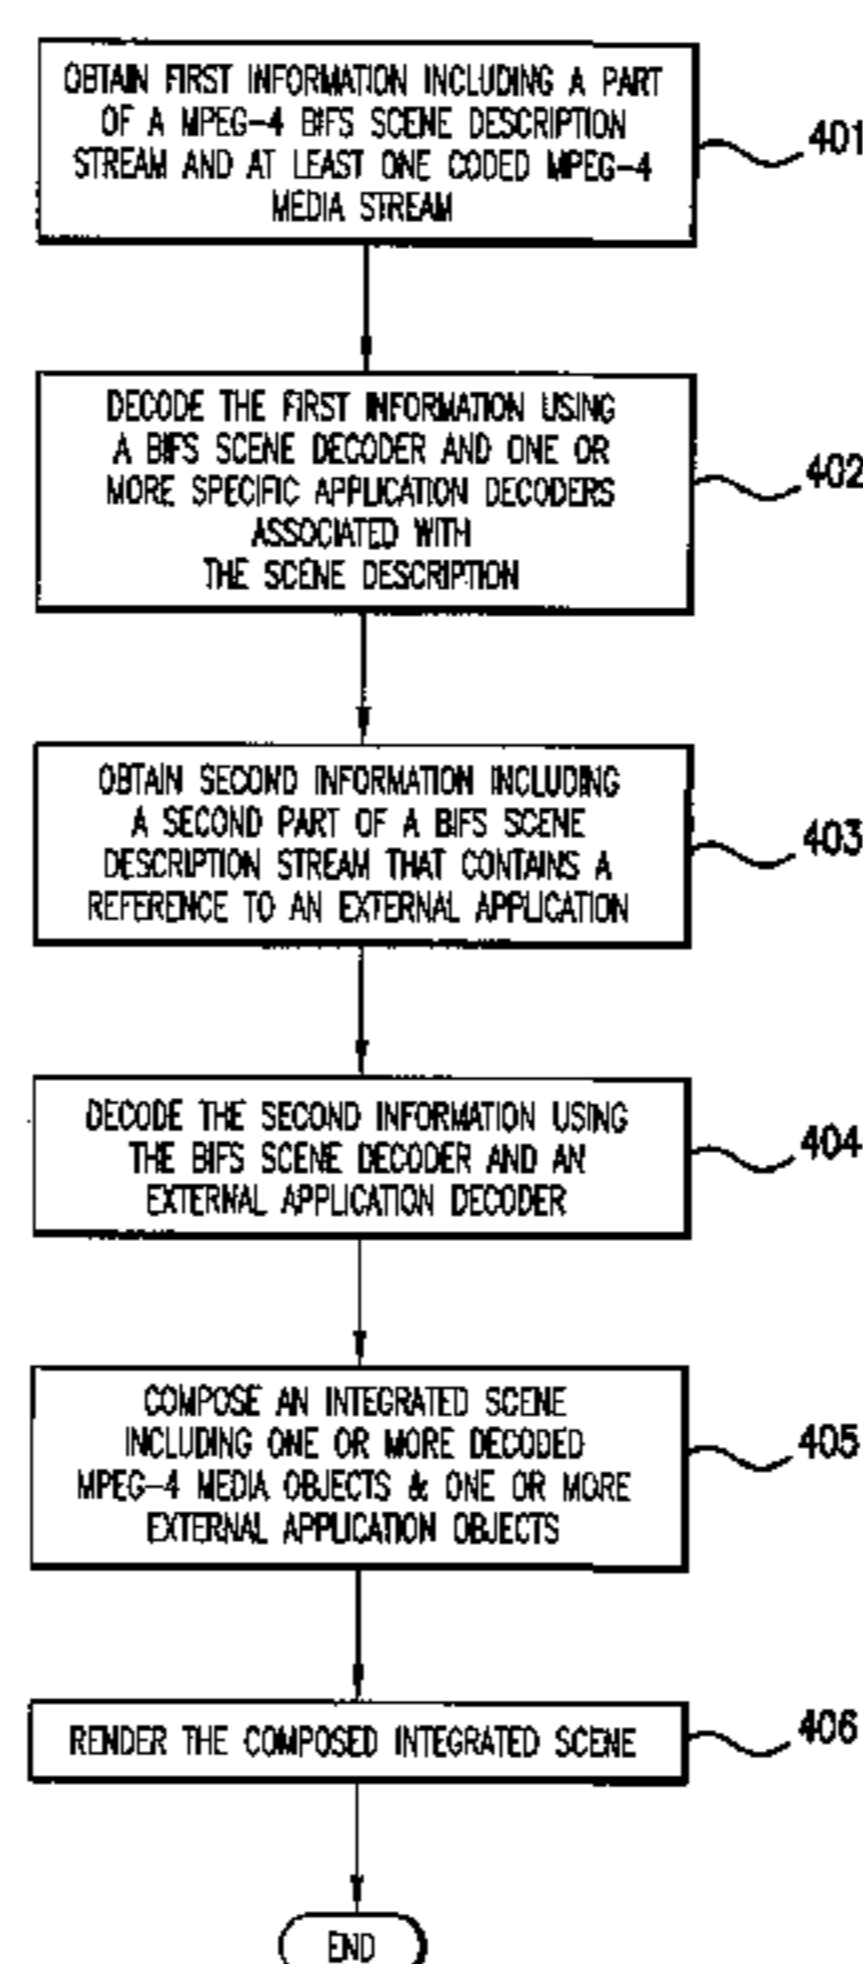 OBTAIN FIRST INFORMATION INCLUDING A PART
OF A MPEG-4 BIFS SCENE DESCRIPTION
STREAM AND AT LEAST ONE CODED MPEG-4
MEDIA STREAM
401
DECODE THE FIRST INFORMATION USING
A BIFS SCENE DECODER AND ONE OR
MORE SPECIFIC APPLICATION DECODERS
ASSOCIATED WITH
THE SCENE DESCRIPTION
402
OBTAIN SECOND INFORMATION INCLUDING
A SECOND PART OF A BIFS SCENE
DESCRIPTION STREAM THAT CONTAINS A
REFERENCE TO AN EXTERNAL APPLICATION
403
DECODE THE SECOND INFORMATION USING
THE BIFS SCENE DECODER AND AN
EXTERNAL APPLICATION DECODER
404
COMPOSE AN INTEGRATED SCENE
INCLUDING ONE OR MORE DECODED
MPEG-4 MEDIA OBJECTS & ONE OR MORE
EXTERNAL APPLICATION OBJECTS
405
RENDER THE COMPOSED INTEGRATED SCENE
406
END